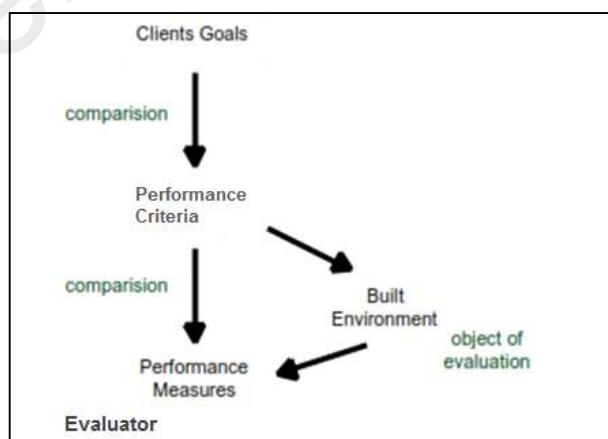 Clients Goals
comparision
Performance
Criteria
comparision
Built
Environment
object of
evaluation
Performance
Measures
Evaluator